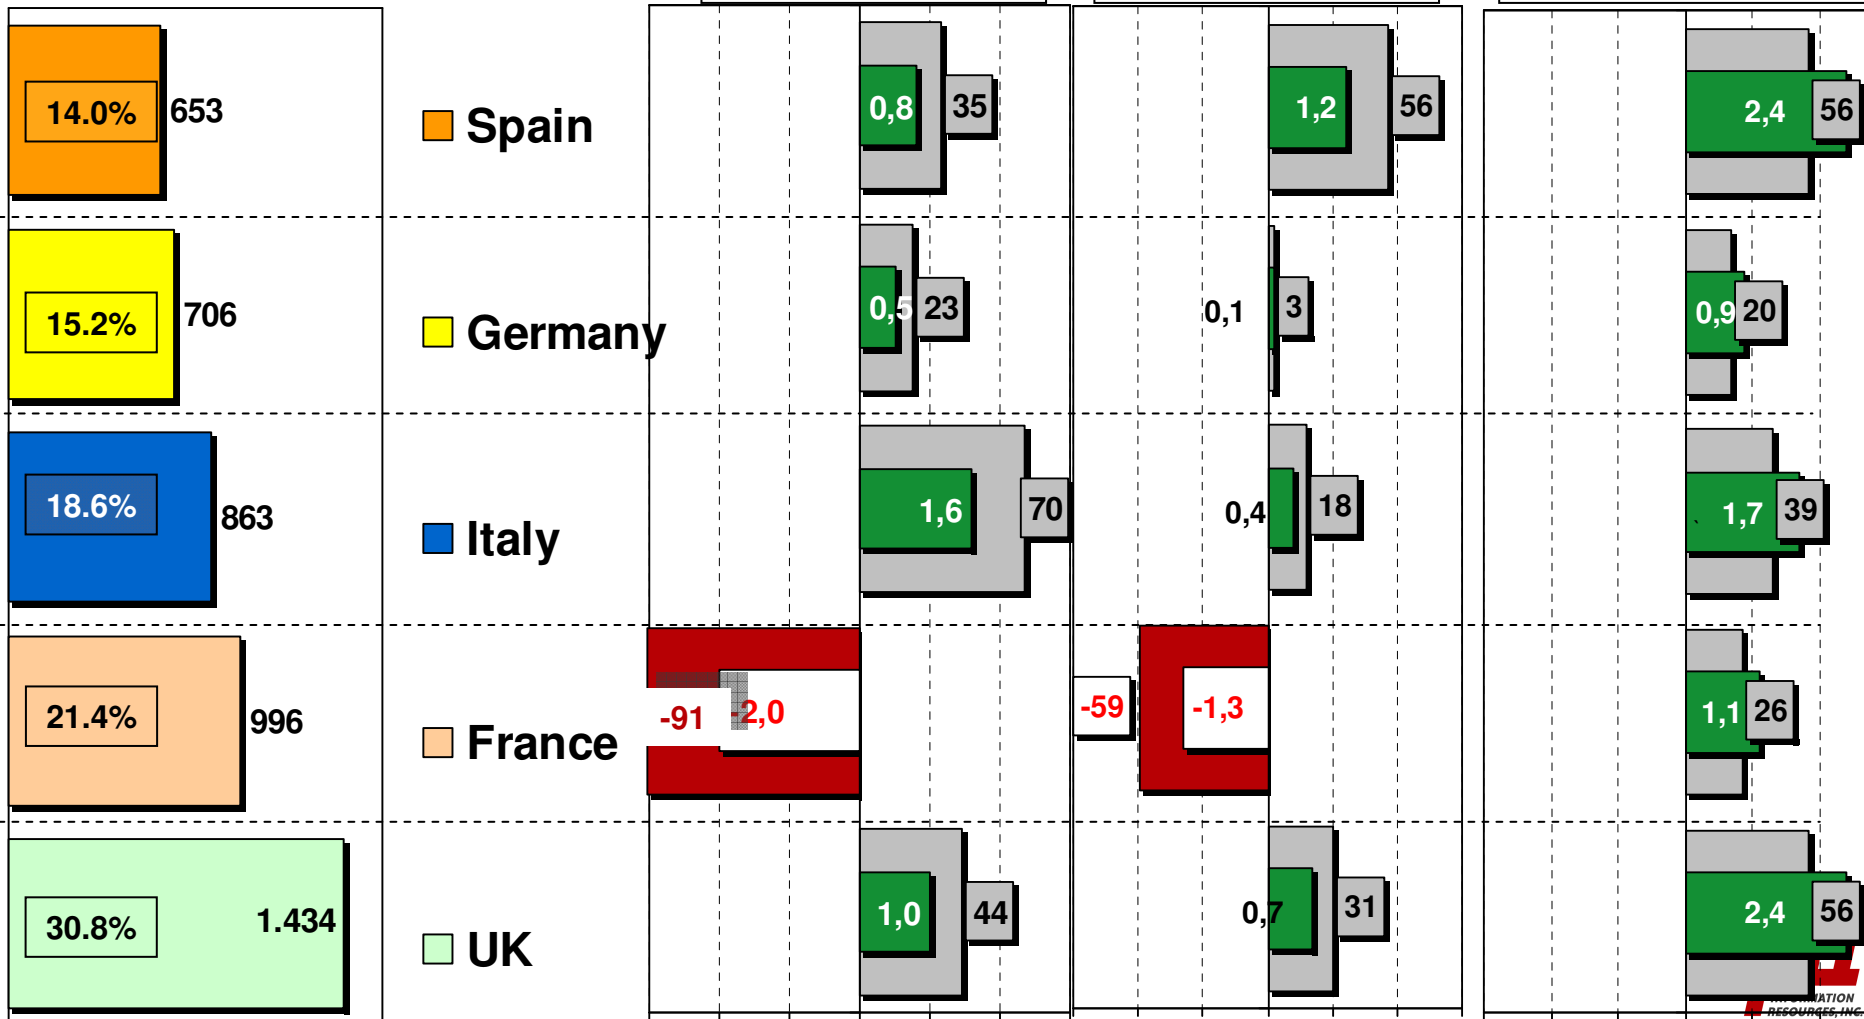 14.0% 653 Spain 0,8 35 1,2 56 2,4 56
15.2% 706 Germany 0,5 23 0,1 3 0,9 20
18.6% 863 Italy 1,6 70 0,4 18 1,7 39
21.4% 996 France -91 -2,0 -59 -1,3 1,1 26
30.8% 1.434 UK 1,0 44 0,7 31 2,4 56
INFORMATION
RESOURCES, INC.